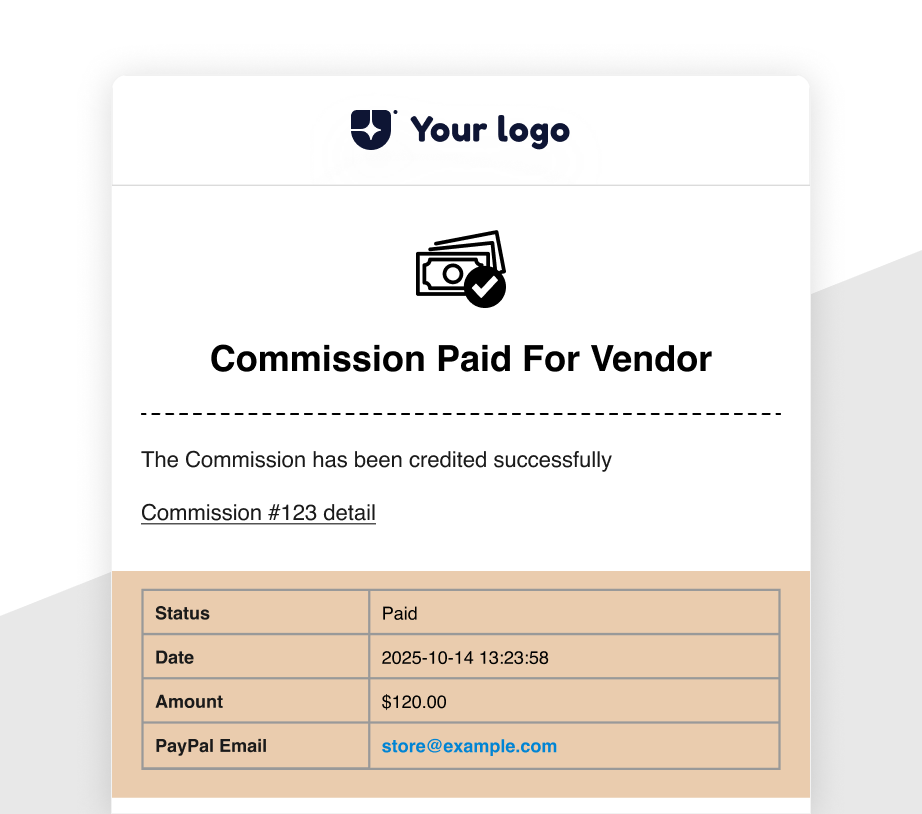 Your logo
Commission Paid For Vendor
The Commission has been credited successfully
Commission #123 detail
Status Paid
Date 2025-10-14 13:23:58
Amount $120.00
PayPal Email store@example.com